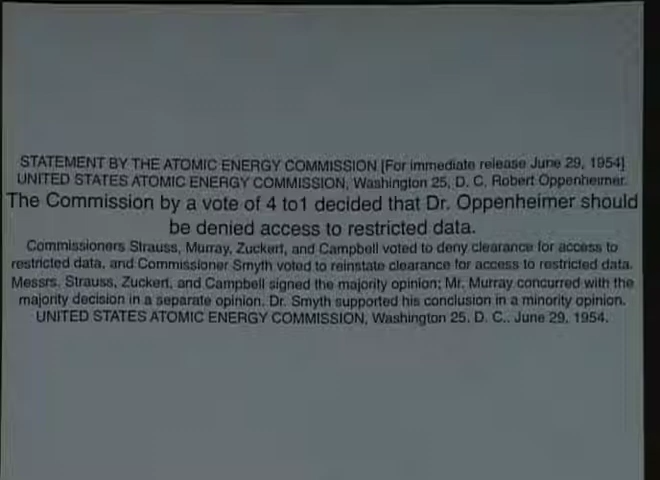 STATEMENT BY THE ATOMIC ENERGY COMMISSION [For immediate release June 29, 1954]
UNITED STATES ATOMIC ENERGY COMMISSION, Washington 25, D. C, Robert Oppenheimer.
The Commission by a vote of 4 to1 decided that Dr. Oppenheimer should
be denied access to restricted data.
Commissioners Strauss, Murray, Zuckert, and Campbell voted to deny clearance for access to
restricted data, and Commissioner Smyth voted to reinstate clearance for access to restricted data.
Messrs. Strauss, Zuckert, and Campbell signed the majority opinion; Mr. Murray concurred with the
majority decision in a separate opinion. Dr. Smyth supported his conclusion in a minority opinion.
UNITED STATES ATOMIC ENERGY COMMISSION, Washington 25, D. C.. June 29, 1954.